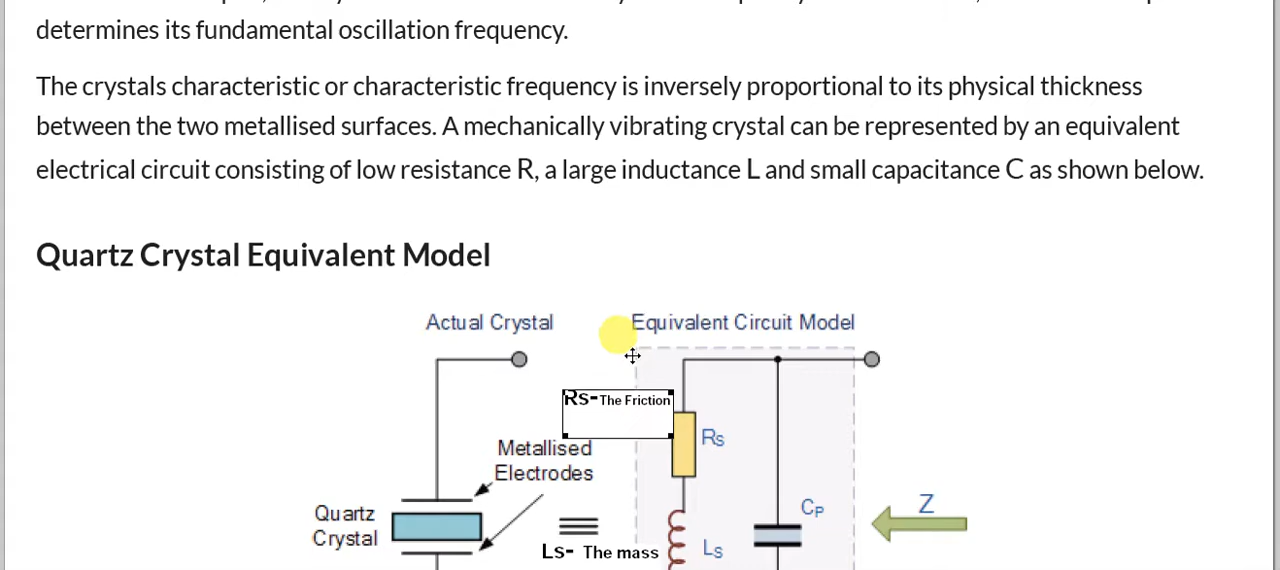 determines its fundamental oscillation frequency.
The crystals characteristic or characteristic frequency is inversely proportional to its physical thickness
between the two metallised surfaces. A mechanically vibrating crystal can be represented by an equivalent
electrical circuit consisting of low resistance R, a large inductance L and small capacitance C as shown below.
Quartz Crystal Equivalent Model
Actual Crystal
Equivalent Circuit Model
Rs-The Friction
Rs
Metallised
Electrodes
Quartz
Crystal
Cp
Z
Ls- The mass
Ls